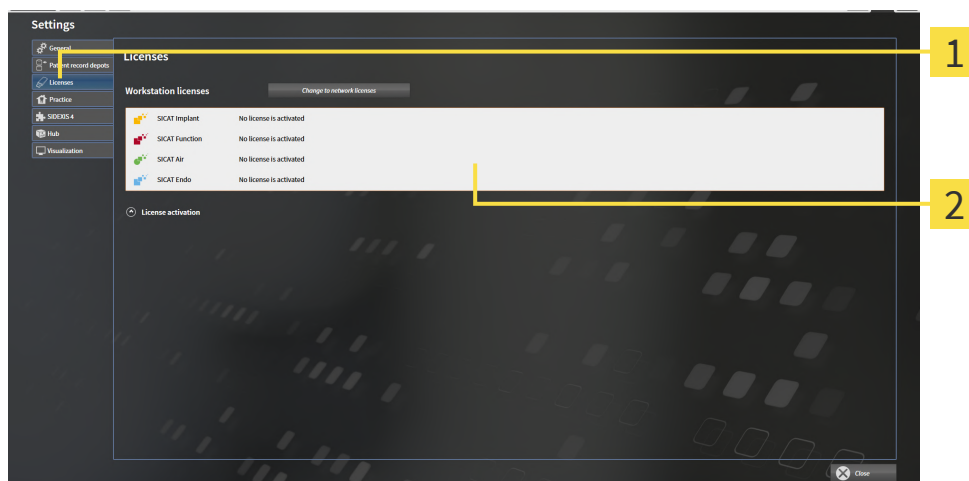 Settings
General
Patient record depots
Licenses
Practice
SIDEXIS 4
Hub
Visualization
Licenses
Workstation licenses Change to network licenses
SICAT Implant No license is activated
SICAT Function No license is activated
SICAT Air No license is activated
SICAT Endo No license is activated
License activation
Close
1
2